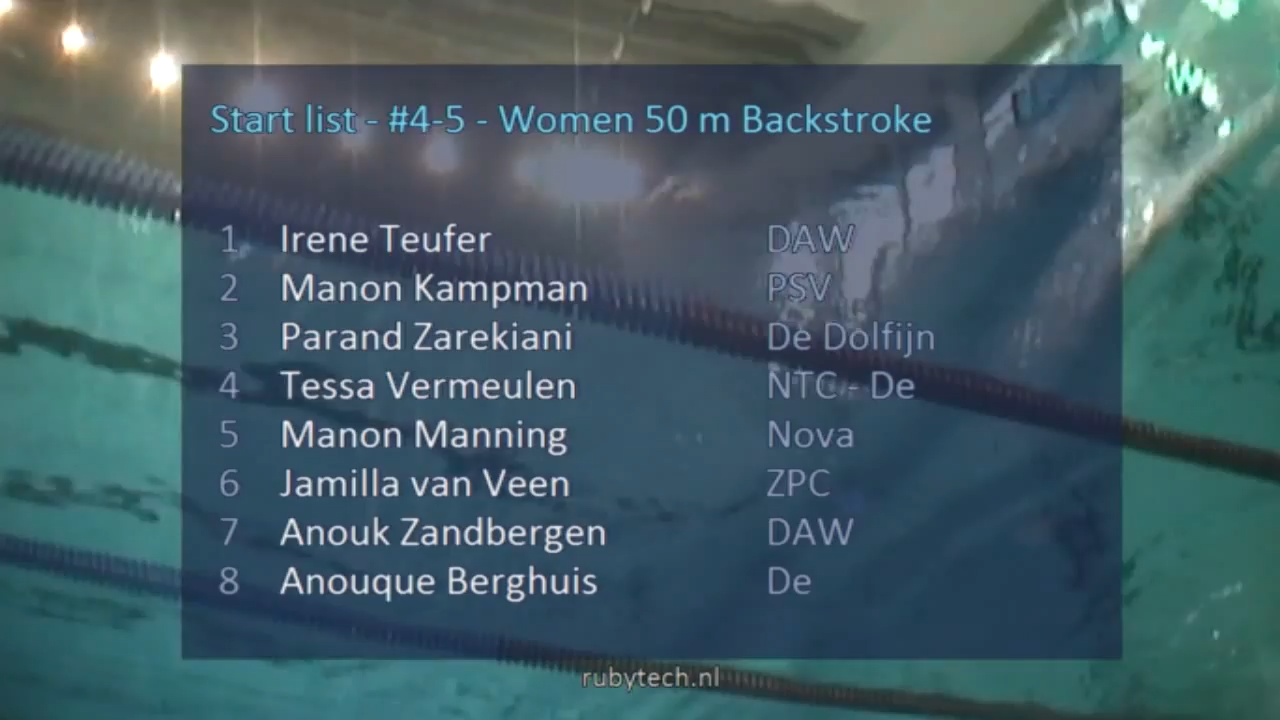 Start list - #4-5 - Women 50 m Backstroke
1 Irene Teufer DAW
2 Manon Kampman PSV
3 Parand Zarekiani De Dolfijn
4 Tessa Vermeulen NTC - De
5 Manon Manning Nova
6 Jamilla van Veen ZPC
7 Anouk Zandbergen DAW
8 Anouque Berghuis De
rubytech.nl